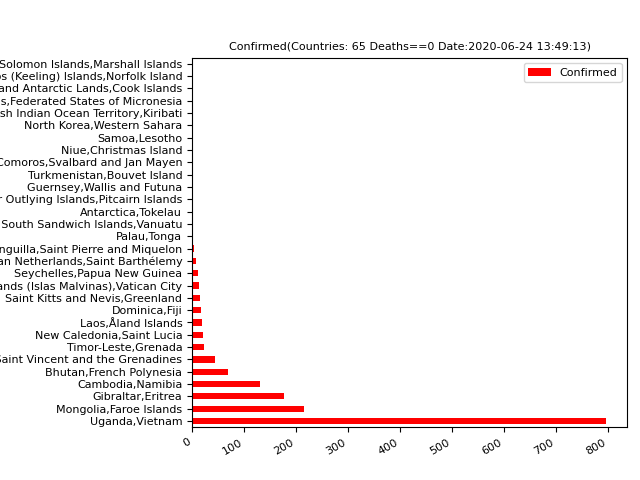 Confirmed(Countries: 65 Deaths==0 Date:2020-06-24 13:49:13)
Confirmed
Solomon Islands,Marshall Islands
(Keeling) Islands,Norfolk Island
and Antarctic Lands,Cook Islands
,Federated States of Micronesia
Indian Ocean Territory,Kiribati
North Korea,Western Sahara
Samoa,Lesotho
Niue,Christmas Island
Comoros,Svalbard and Jan Mayen
Turkmenistan,Bouvet Island
Guernsey,Wallis and Futuna
Outlying Islands,Pitcairn Islands
Antarctica,Tokelau
South Sandwich Islands,Vanuatu
Palau,Tonga
nguilla,Saint Pierre and Miquelon
an Netherlands,Saint Barthélemy
Seychelles,Papua New Guinea
nds (Islas Malvinas),Vatican City
Saint Kitts and Nevis,Greenland
Dominica,Fiji
Laos,Åland Islands
New Caledonia,Saint Lucia
Timor-Leste,Grenada
Saint Vincent and the Grenadines
Bhutan,French Polynesia
Cambodia,Namibia
Gibraltar,Eritrea
Mongolia,Faroe Islands
Uganda,Vietnam
0 100 200 300 400 500 600 700 800